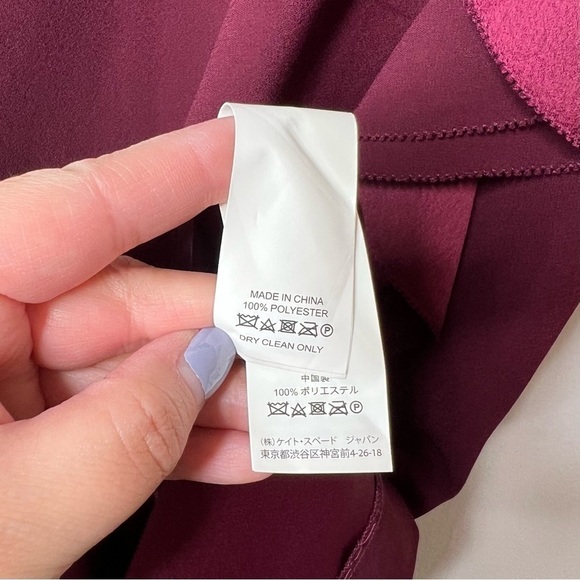 MADE IN CHINA
100% POLYESTER
P
DRY CLEAN ONLY
中国製
100% ポリエステル
P
(株)ケイト・スペード ジャパン
東京都渋谷区神宮前4-26-18